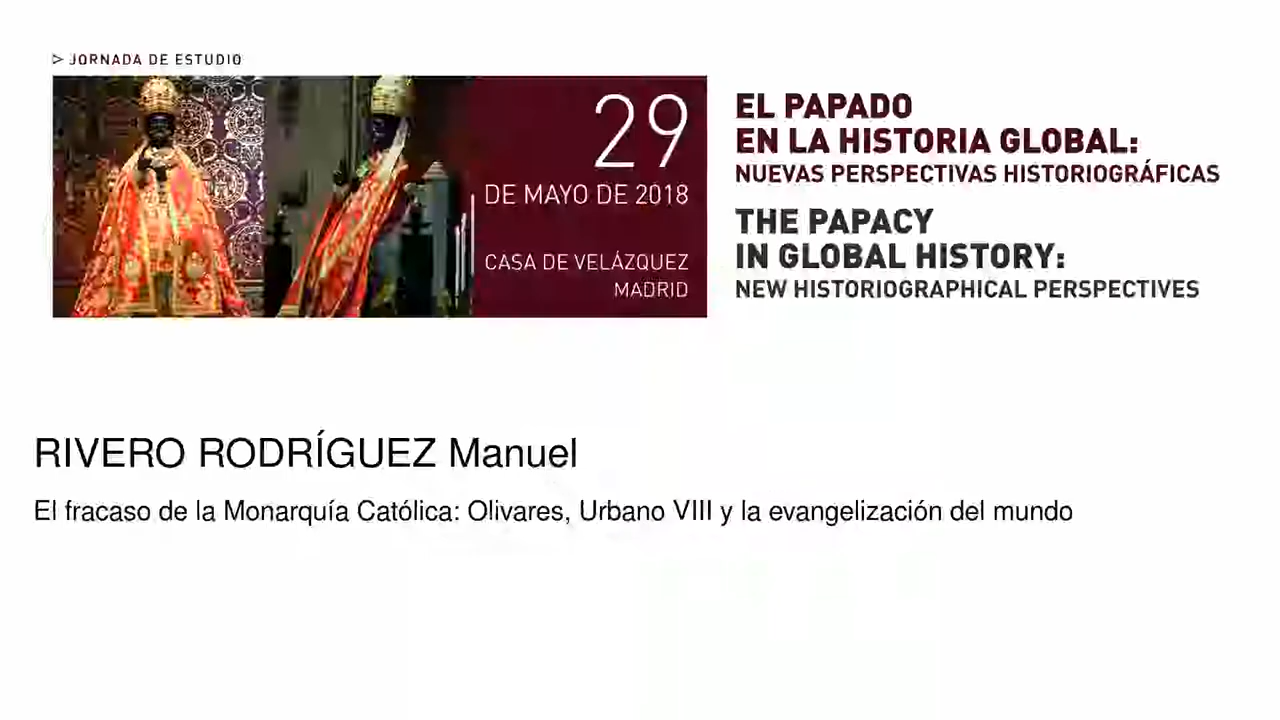 > JORNADA DE ESTUDIO
29
DE MAYO DE 2018
CASA DE VELÁZQUEZ
MADRID
EL PAPADO
EN LA HISTORIA GLOBAL:
NUEVAS PERSPECTIVAS HISTORIOGRÁFICAS
THE PAPACY
IN GLOBAL HISTORY:
NEW HISTORIOGRAPHICAL PERSPECTIVES
RIVERO RODRÍGUEZ Manuel
El fracaso de la Monarquía Católica: Olivares, Urbano VIII y la evangelización del mundo